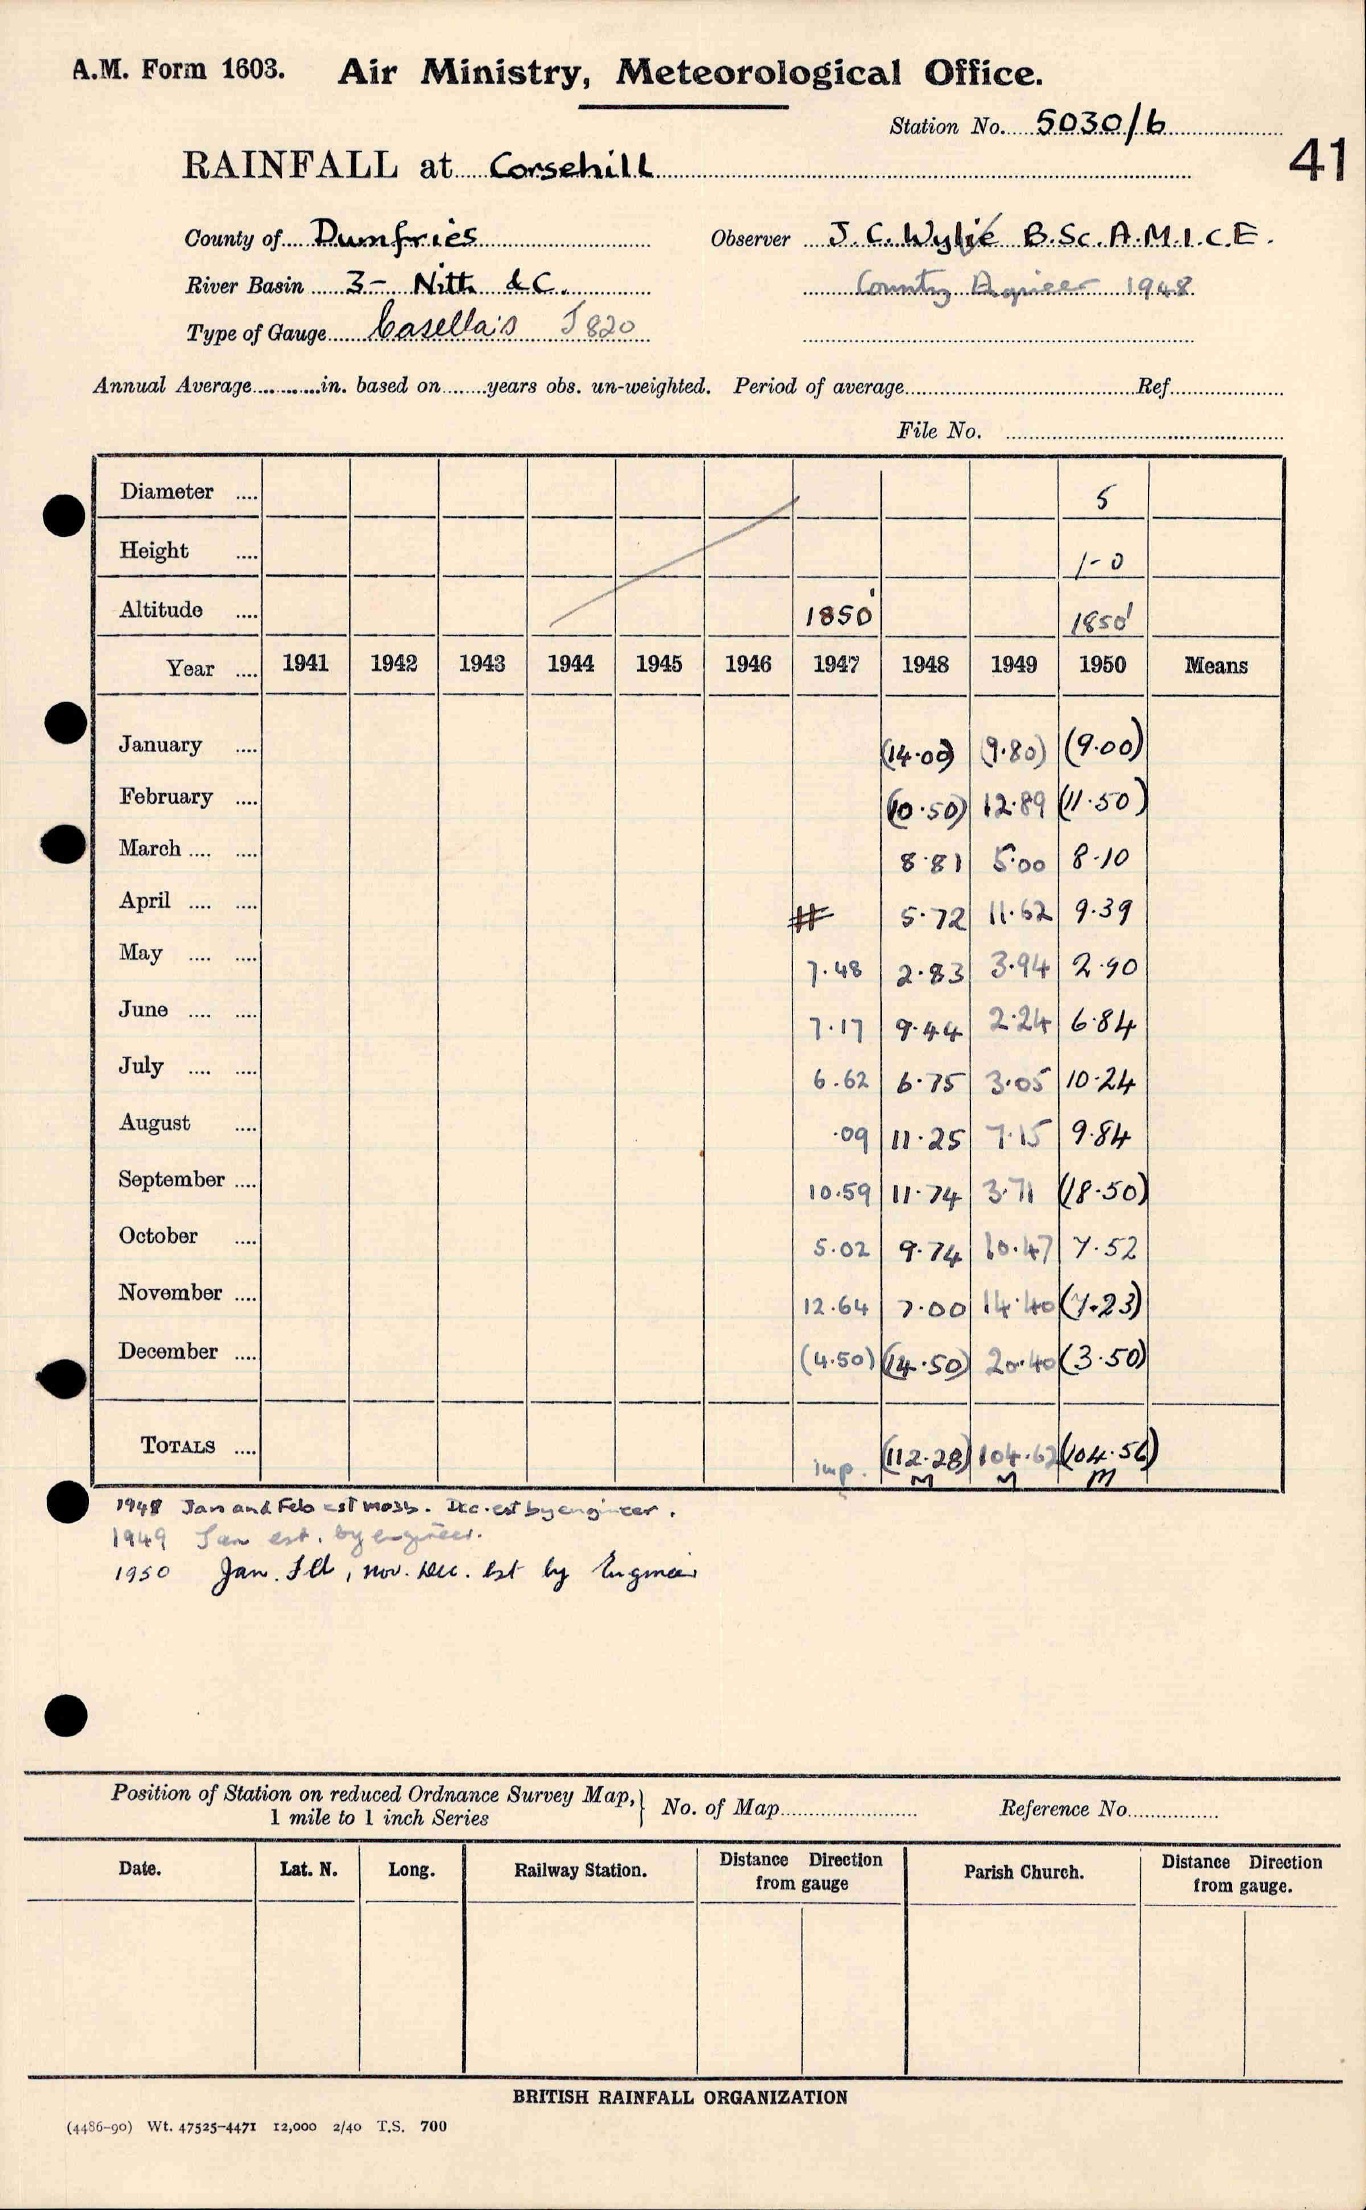 A.M. Form 1603. Air Ministry, Meteorological Office.
Station No. 5030/6
41
RAINFALL at Corsehill
County of Dumfries Observer J. C. Wylie B.Sc. A.M.I.C.E.
River Basin 3- Nith &C. County Engineer 1948
Type of Gauge Casella's J820
Annual Average in. based on years obs. un-weighted. Period of average Ref.
File No.
Diameter 5
Height 1-0
Altitude 1850' 1850'
Year 1941 1942 1943 1944 1945 1946 1947 1948 1949 1950 Means
January (14.00) (9.80) (9.00)
February (10.50) 12.89 (11.50)
March 8.81 5.00 8.10
April # 5.72 11.62 9.39
May 7.48 2.83 3.94 2.90
June 7.17 9.44 2.24 6.84
July 6.62 6.75 3.05 10.24
August .09 11.25 7.15 9.84
September 10.59 11.74 3.71 (18.50)
October 5.02 9.74 10.47 7.52
November 12.64 7.00 14.40 (7.23)
December (4.50) (14.50) 20.40 (3.50)
TOTALS imp. (112.28) 104.62 (104.56)
M M M
1948 Jan and Feb est MO3b. Dec. est by engineer.
1949 Jan est. by engineer.
1950 Jan. Feb, Nov. Dec. est by Engineer
Position of Station on reduced Ordnance Survey Map, } No. of Map Reference No.
1 mile to 1 inch Series
Date. Lat. N. Long. Railway Station. Distance Direction from gauge Parish Church. Distance Direction from gauge.
BRITISH RAINFALL ORGANIZATION
(4486-90) Wt. 47525-4471 12,000 2/40 T.S. 700